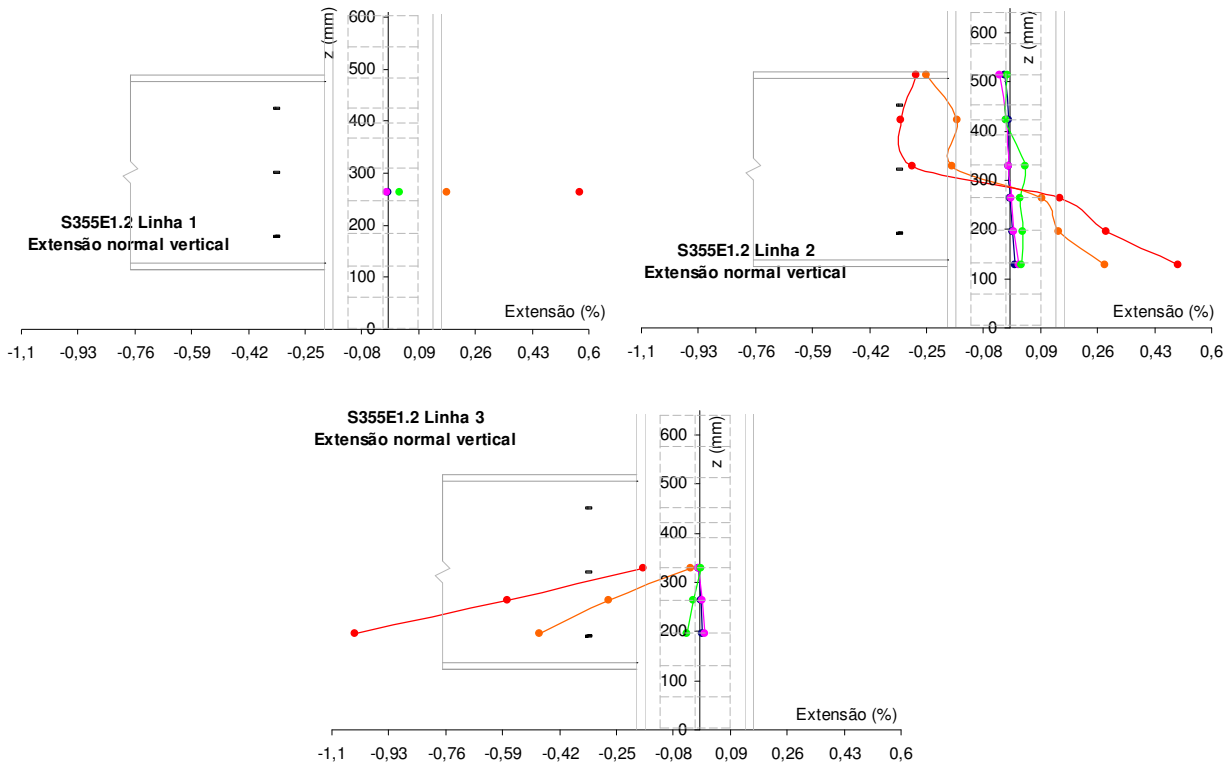 600
500
400
300
200
100
0
z (mm)
S355E1.2 Linha 1
Extensão normal vertical
Extensão (%)
-1,1 -0,93 -0,76 -0,59 -0,42 -0,25 -0,08 0,09 0,26 0,43 0,6
600
500
400
300
200
100
0
z (mm)
S355E1.2 Linha 2
Extensão normal vertical
Extensão (%)
-1,1 -0,93 -0,76 -0,59 -0,42 -0,25 -0,08 0,09 0,26 0,43 0,6
S355E1.2 Linha 3
Extensão normal vertical
600
500
400
300
200
100
0
z (mm)
Extensão (%)
-1,1 -0,93 -0,76 -0,59 -0,42 -0,25 -0,08 0,09 0,26 0,43 0,6